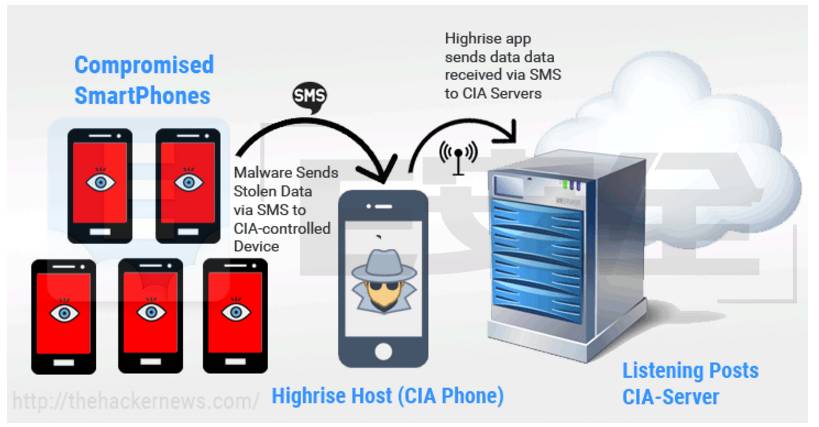 Compromised
SmartPhones
SMS
Malware Sends
Stolen Data
via SMS to
CIA-controlled
Device
Highrise app
sends data data
received via SMS
to CIA Servers
Highrise Host (CIA Phone)
Listening Posts
CIA-Server
http://thehackernews.com/